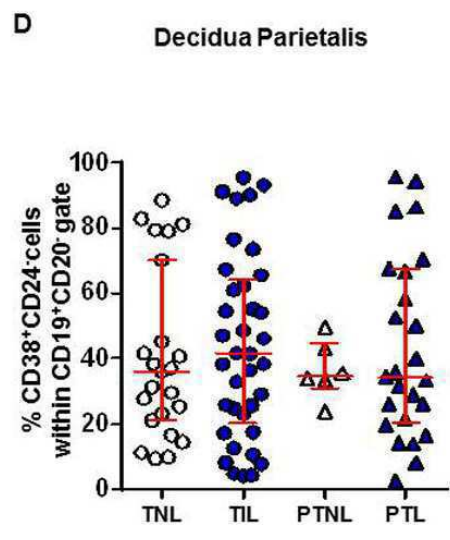 D
Decidua Parietalis
% CD38⁺CD24⁻cells
within CD19⁺CD20⁻ gate
100
80
60
40
20
0
TNL TIL PTNL PTL